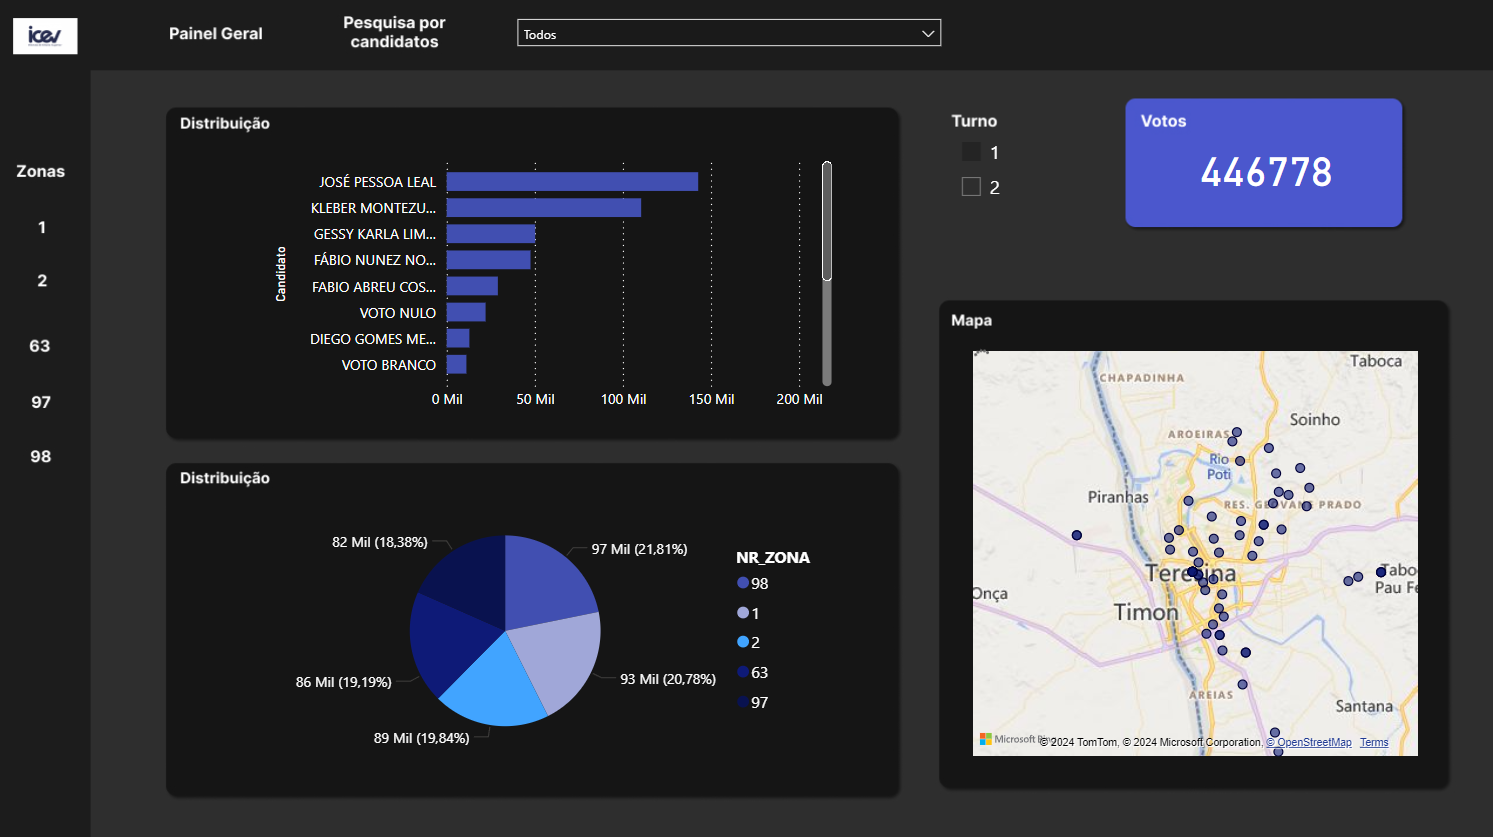 icev
Painel Geral
Pesquisa por
candidatos
Todos
Zonas
1
2
63
97
98
Distribuição
Candidato
JOSÉ PESSOA LEAL
KLEBER MONTEZU...
GESSY KARLA LIM...
FÁBIO NUNEZ NO...
FABIO ABREU COS...
VOTO NULO
DIEGO GOMES ME...
VOTO BRANCO
0 Mil
50 Mil
100 Mil
150 Mil
200 Mil
Turno
1
2
Votos
446778
Distribuição
82 Mil (18,38%)
97 Mil (21,81%)
86 Mil (19,19%)
93 Mil (20,78%)
89 Mil (19,84%)
NR_ZONA
98
1
2
63
97
Mapa
Taboca
CHAPADINHA
Soinho
AROEIRAS
Rio
Poti
Piranhas
RES. GEOVANE PRADO
Teresina
Onça
Timon
Tabo
Pau Fe
AREIAS
Santana
Microsoft Bing
© 2024 TomTom, © 2024 Microsoft Corporation, © OpenStreetMap Terms